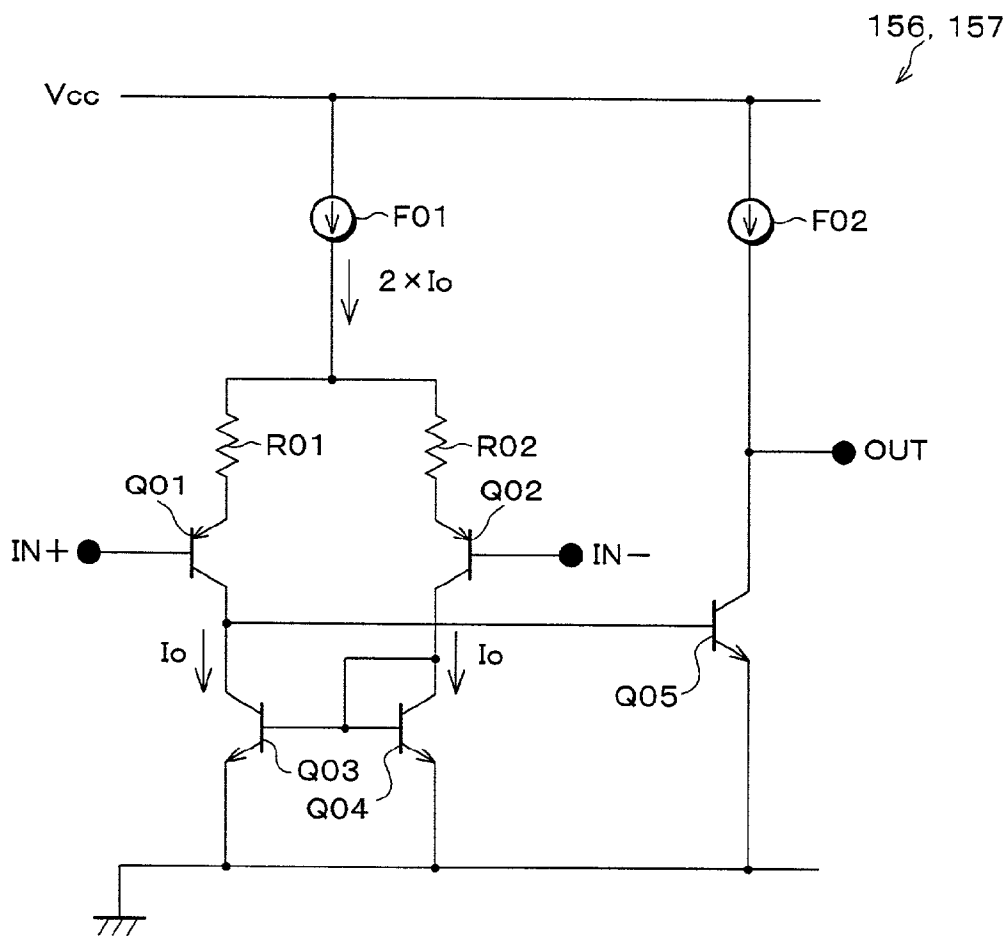 156, 157
Vcc
F01
F02
2×Io
R01
R02
OUT
Q01
Q02
IN+
IN−
Io
Io
Q05
Q03
Q04